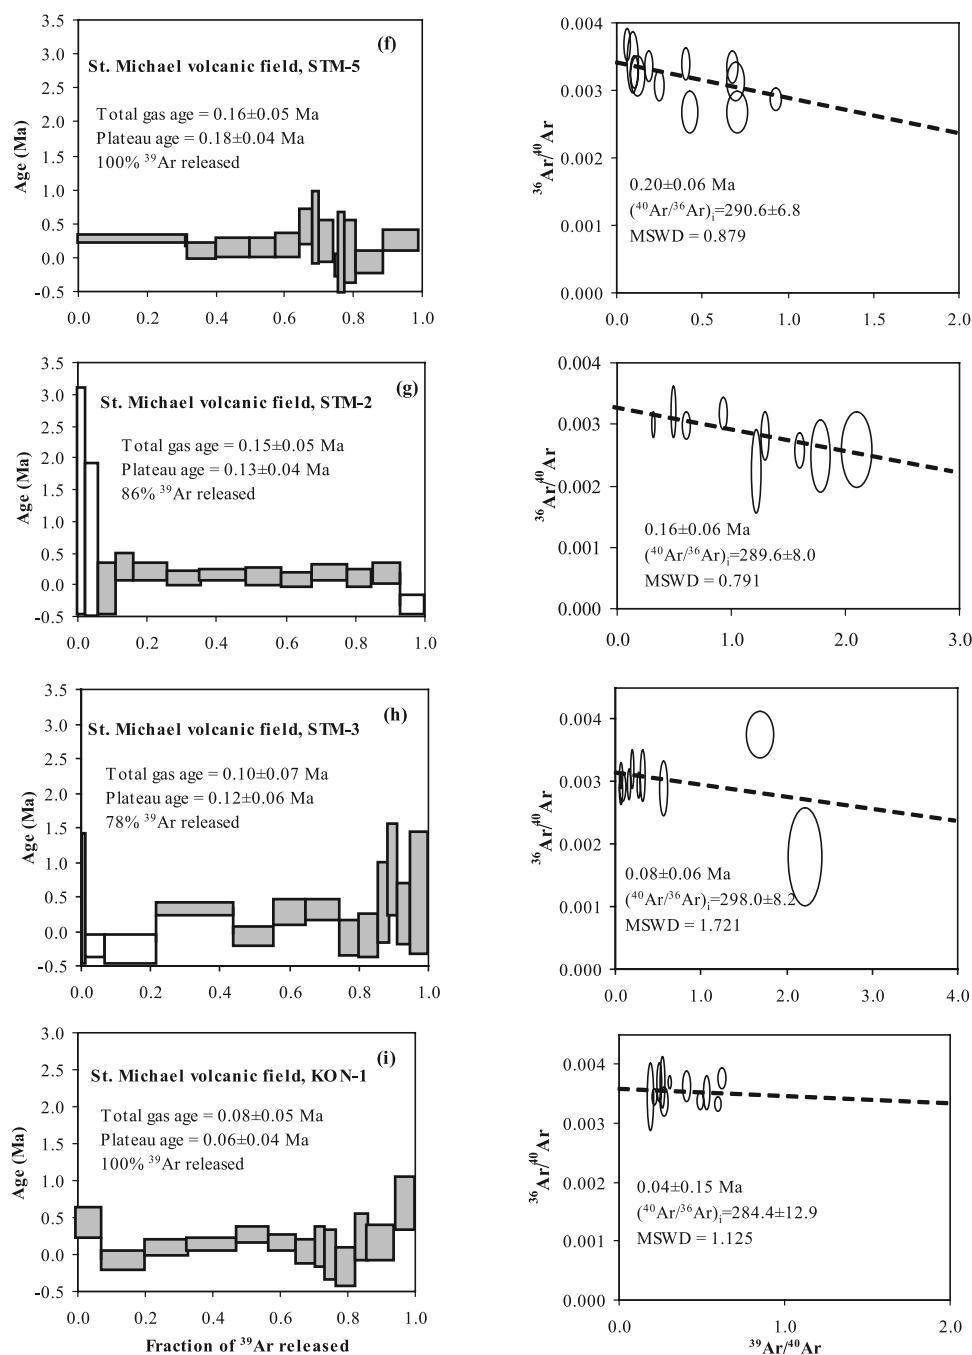 (f)
St. Michael volcanic field, STM-5
Total gas age = 0.16±0.05 Ma
Plateau age = 0.18±0.04 Ma
100% ³⁹Ar released
Age (Ma)
3.5
3.0
2.5
2.0
1.5
1.0
0.5
0.0
-0.5
0.0 0.2 0.4 0.6 0.8 1.0
³⁶Ar/⁴⁰Ar
0.004
0.003
0.002
0.001
0.000
0.20±0.06 Ma
(⁴⁰Ar/³⁶Ar)ᵢ=290.6±6.8
MSWD = 0.879
0.0 0.5 1.0 1.5 2.0
(g)
St. Michael volcanic field, STM-2
Total gas age = 0.15±0.05 Ma
Plateau age = 0.13±0.04 Ma
86% ³⁹Ar released
Age (Ma)
3.5
3.0
2.5
2.0
1.5
1.0
0.5
0.0
-0.5
0.0 0.2 0.4 0.6 0.8 1.0
³⁶Ar/⁴⁰Ar
0.004
0.003
0.002
0.001
0.000
0.16±0.06 Ma
(⁴⁰Ar/³⁶Ar)ᵢ=289.6±8.0
MSWD = 0.791
0.0 1.0 2.0 3.0
(h)
St. Michael volcanic field, STM-3
Total gas age = 0.10±0.07 Ma
Plateau age = 0.12±0.06 Ma
78% ³⁹Ar released
Age (Ma)
3.5
3.0
2.5
2.0
1.5
1.0
0.5
0.0
-0.5
0.0 0.2 0.4 0.6 0.8 1.0
³⁶Ar/⁴⁰Ar
0.004
0.003
0.002
0.001
0.000
0.08±0.06 Ma
(⁴⁰Ar/³⁶Ar)ᵢ=298.0±8.2
MSWD = 1.721
0.0 1.0 2.0 3.0 4.0
(i)
St. Michael volcanic field, KON-1
Total gas age = 0.08±0.05 Ma
Plateau age = 0.06±0.04 Ma
100% ³⁹Ar released
Age (Ma)
3.0
2.5
2.0
1.5
1.0
0.5
0.0
-0.5
0.0 0.2 0.4 0.6 0.8 1.0
Fraction of ³⁹Ar released
³⁶Ar/⁴⁰Ar
0.004
0.003
0.002
0.001
0.000
0.04±0.15 Ma
(⁴⁰Ar/³⁶Ar)ᵢ=284.4±12.9
MSWD = 1.125
0.0 1.0 2.0
³⁹Ar/⁴⁰Ar